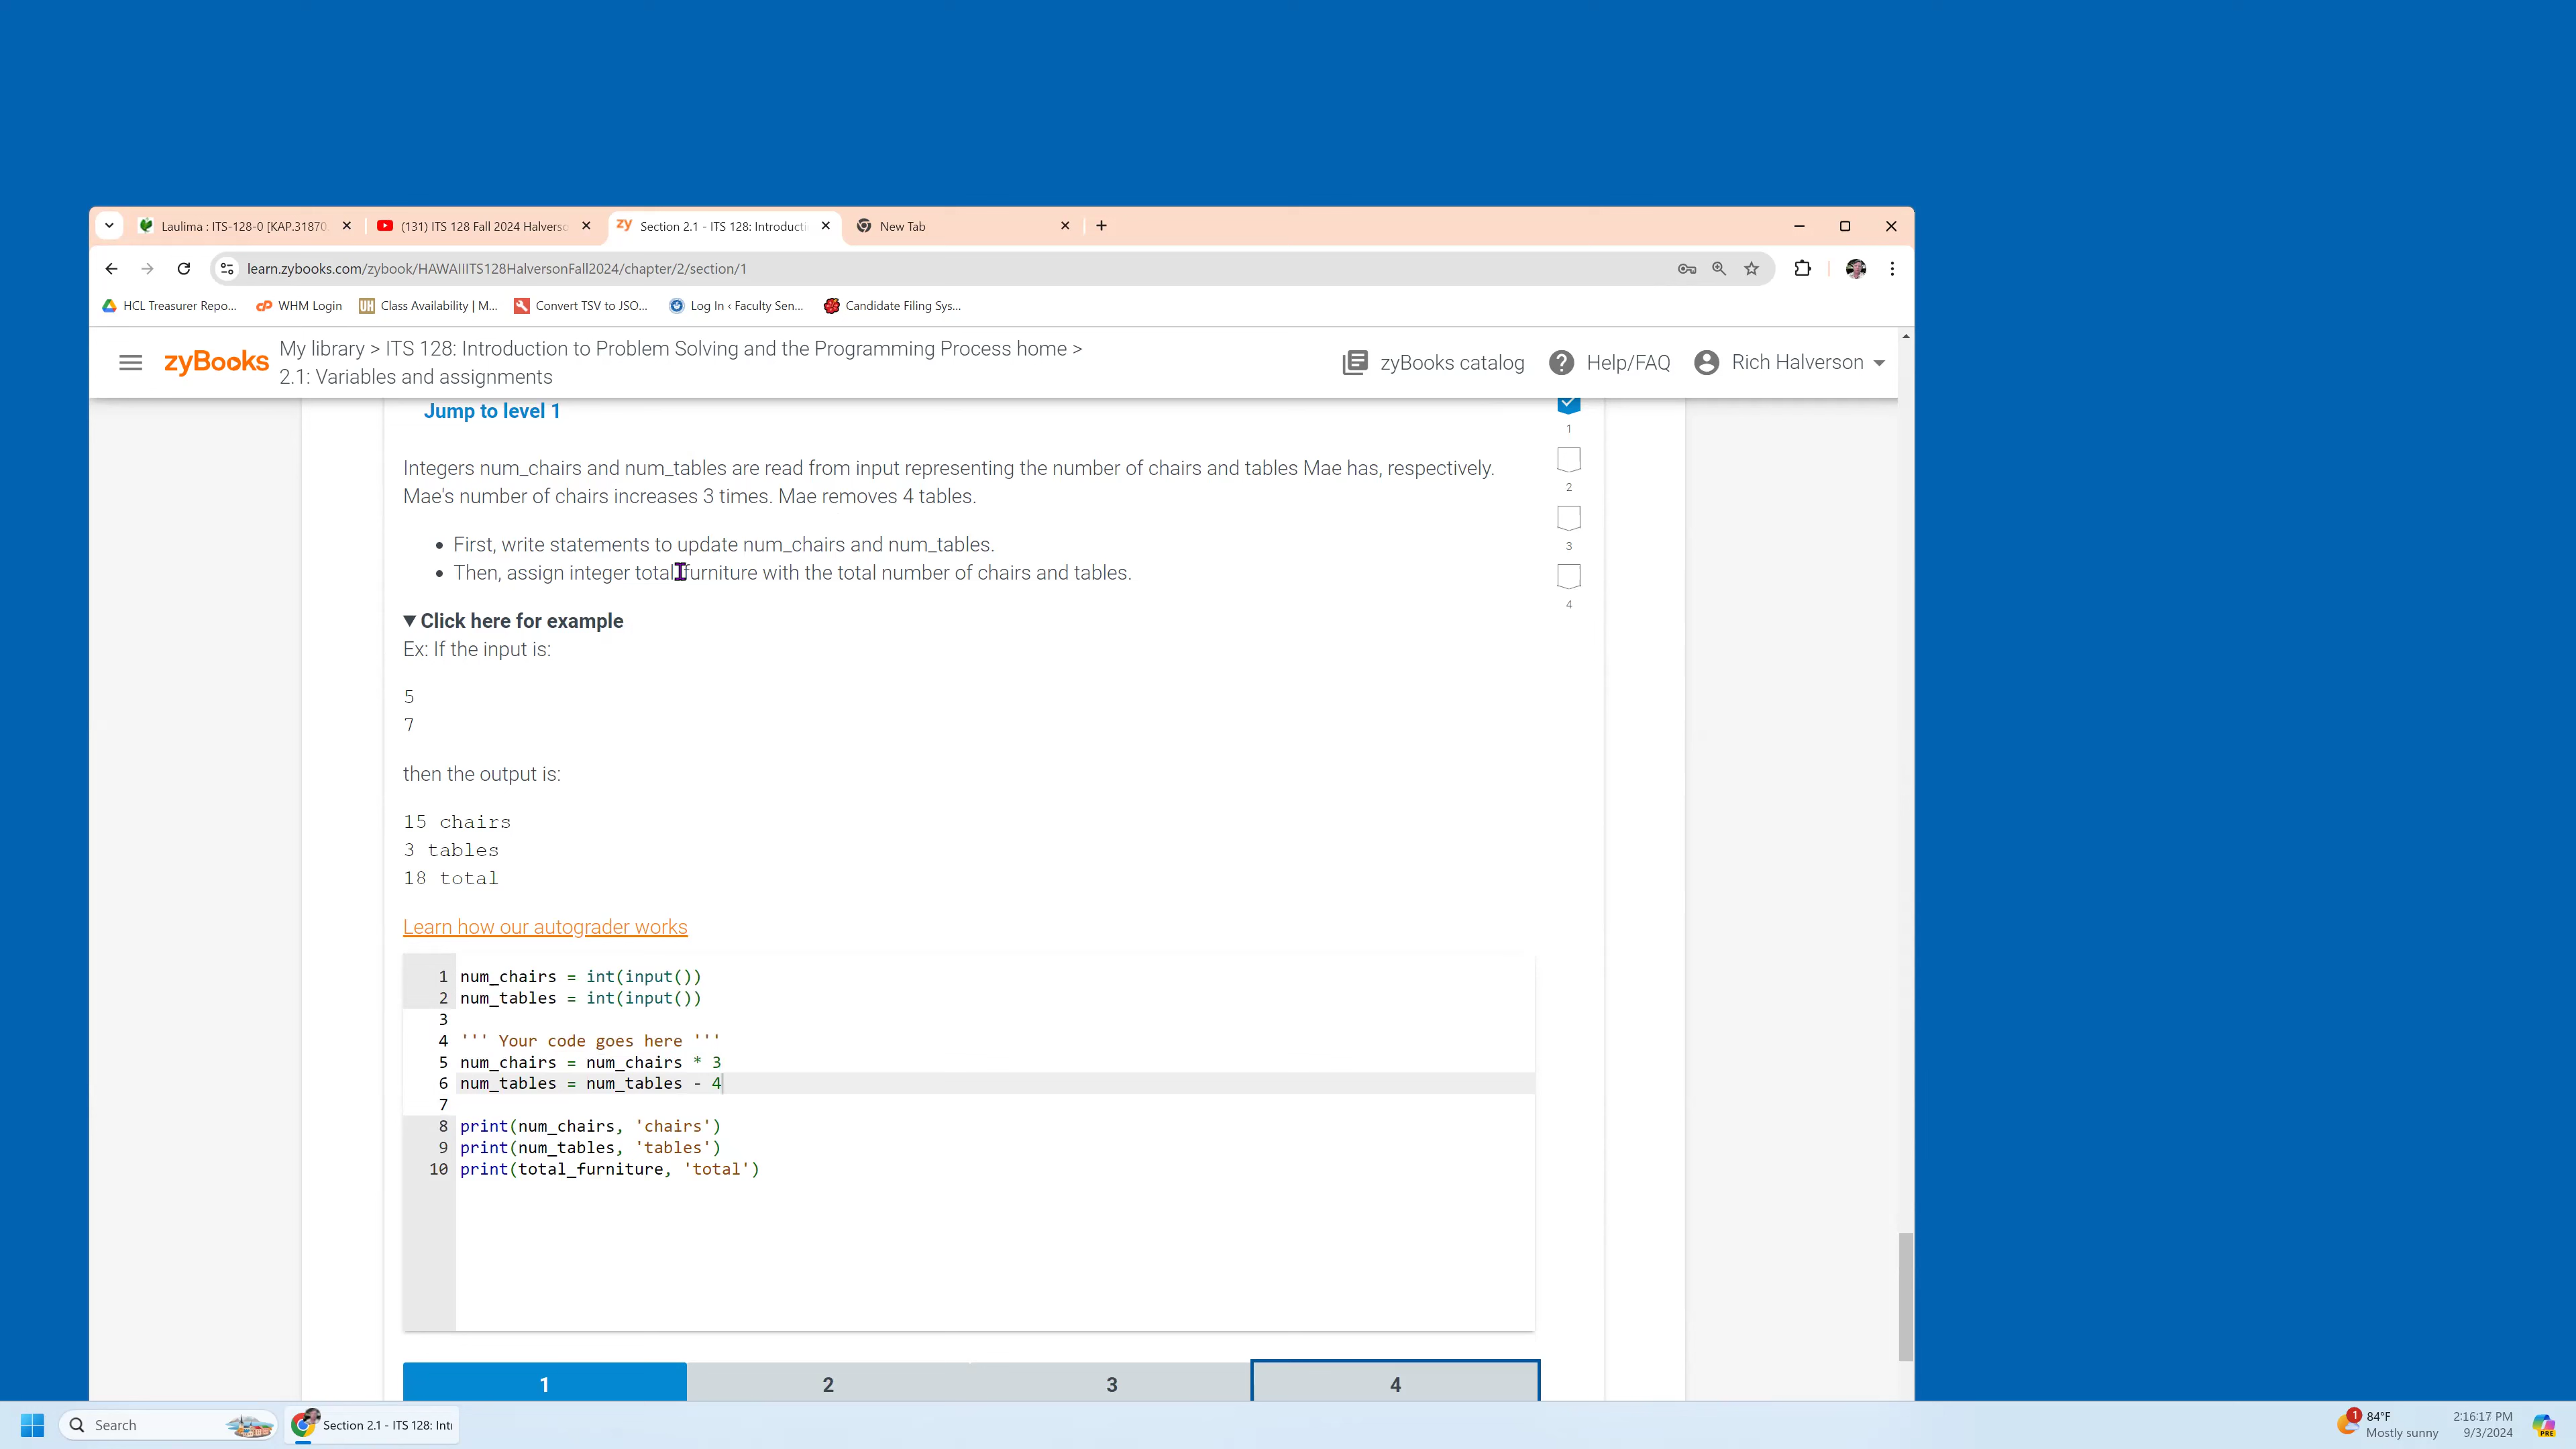 Laulima : ITS-128-0 [KAP.31870
(131) ITS 128 Fall 2024 Halverso
zy Section 2.1 - ITS 128: Introducti
New Tab
learn.zybooks.com/zybook/HAWAIIITS128HalversonFall2024/chapter/2/section/1
HCL Treasurer Repo...
WHM Login
Class Availability | M...
Convert TSV to JSO...
Log In ‹ Faculty Sen...
Candidate Filing Sys...
zyBooks
My library > ITS 128: Introduction to Problem Solving and the Programming Process home >
2.1: Variables and assignments
zyBooks catalog
Help/FAQ
Rich Halverson
Jump to level 1
1
2
3
4
Integers num_chairs and num_tables are read from input representing the number of chairs and tables Mae has, respectively.
Mae's number of chairs increases 3 times. Mae removes 4 tables.
• First, write statements to update num_chairs and num_tables.
• Then, assign integer total_furniture with the total number of chairs and tables.
▼ Click here for example
Ex: If the input is:
5
7
then the output is:
15 chairs
3 tables
18 total
Learn how our autograder works
1 num_chairs = int(input())
2 num_tables = int(input())
3
4 ''' Your code goes here '''
5 num_chairs = num_chairs * 3
6 num_tables = num_tables - 4
7
8 print(num_chairs, 'chairs')
9 print(num_tables, 'tables')
10 print(total_furniture, 'total')
1 2 3 4
Search
Section 2.1 - ITS 128: Intr
1
84°F
Mostly sunny
2:16:17 PM
9/3/2024
PRE